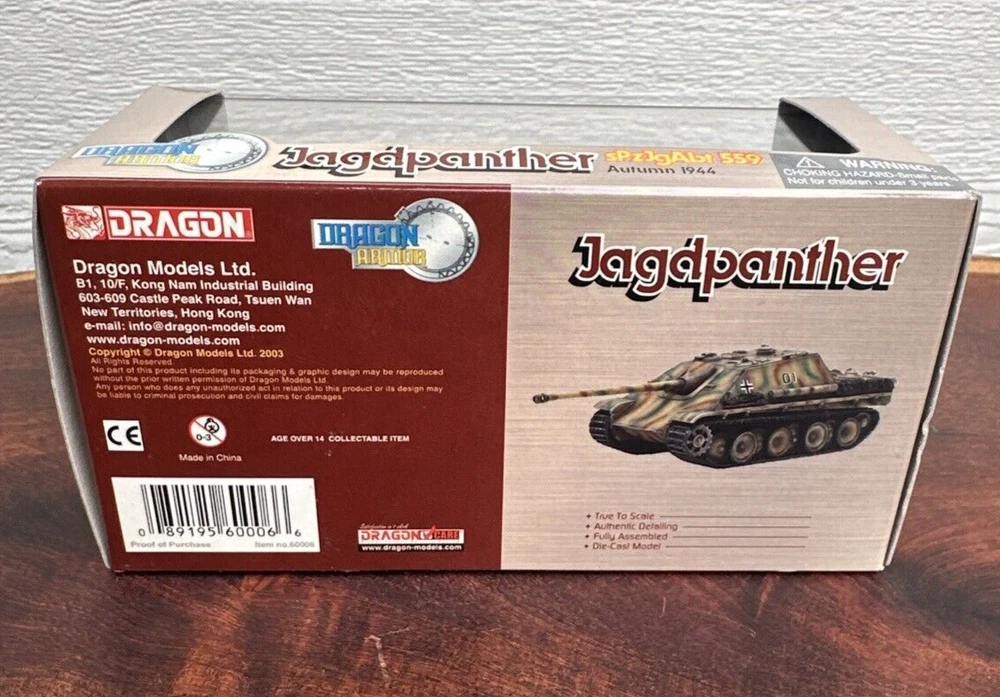 DRAGON ARMOR
Jagdpanther sPzJgAbt 559
Autumn 1944
WARNING:
CHOKING HAZARD-Small
Not for children under 3 years
DRAGON
DRAGON
ARMOR
Dragon Models Ltd.
B1, 10/F, Kong Nam Industrial Building
603-609 Castle Peak Road, Tsuen Wan
New Territories, Hong Kong
e-mail: info@dragon-models.com
www.dragon-models.com
Copyright © Dragon Models Ltd. 2003
All Rights Reserved.
No part of this product including its packaging & graphic design may be reproduced
without the prior written permission of Dragon Models Ltd.
Any person who does any unauthorized act in relation to this product or its design may
be liable to criminal prosecution and civil claims for damages.
CE
0-3
Made in China
AGE OVER 14 COLLECTABLE ITEM
0 89195 60006 6
Proof of Purchase
Item no.60006
DRAGON CARE
www.dragon-models.com
Jagdpanther
01
+ True To Scale
+ Authentic Detailing
+ Fully Assembled
+ Die-Cast Model